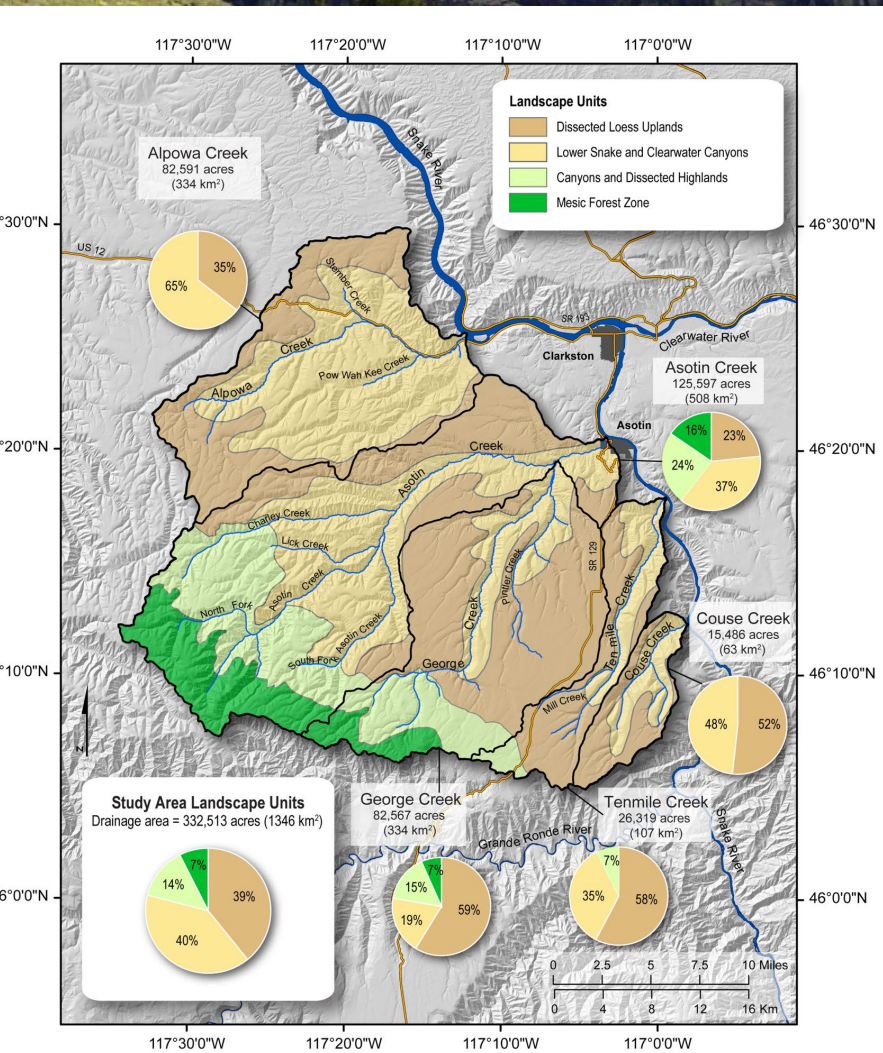 117°30'0"W
117°20'0"W
117°10'0"W
117°0'0"W
Landscape Units
Dissected Loess Uplands
Lower Snake and Clearwater Canyons
Canyons and Dissected Highlands
Mesic Forest Zone
Snake River
Alpowa Creek
82,591 acres
(334 km²)
°30'0"N
46°30'0"N
US 12
35%
65%
Stember Creek
SR 193
Clearwater River
Clarkston
Alpowa Creek
Pow Wah Kee Creek
Asotin Creek
125,597 acres
(508 km²)
Asotin
16%
23%
24%
37%
°20'0"N
46°20'0"N
Asotin Creek
Charley Creek
Lick Creek
SR 129
Pintler Creek
Asotin Creek
North Fork
South Fork
Asotin Creek
George Creek
Ten mile Creek
Couse Creek
Mill Creek
Couse Creek
15,486 acres
(63 km²)
°10'0"N
46°10'0"N
48%
52%
z
Study Area Landscape Units
Drainage area = 332,513 acres (1346 km²)
7%
14%
39%
40%
George Creek
82,567 acres
(334 km²)
Tenmile Creek
26,319 acres
(107 km²)
Grande Ronde River
Snake River
7%
15%
19%
59%
7%
35%
58%
6°0'0"N
46°0'0"N
0 2.5 5 7.5 10 Miles
0 4 8 12 16 Km
117°30'0"W
117°20'0"W
117°10'0"W
117°0'0"W